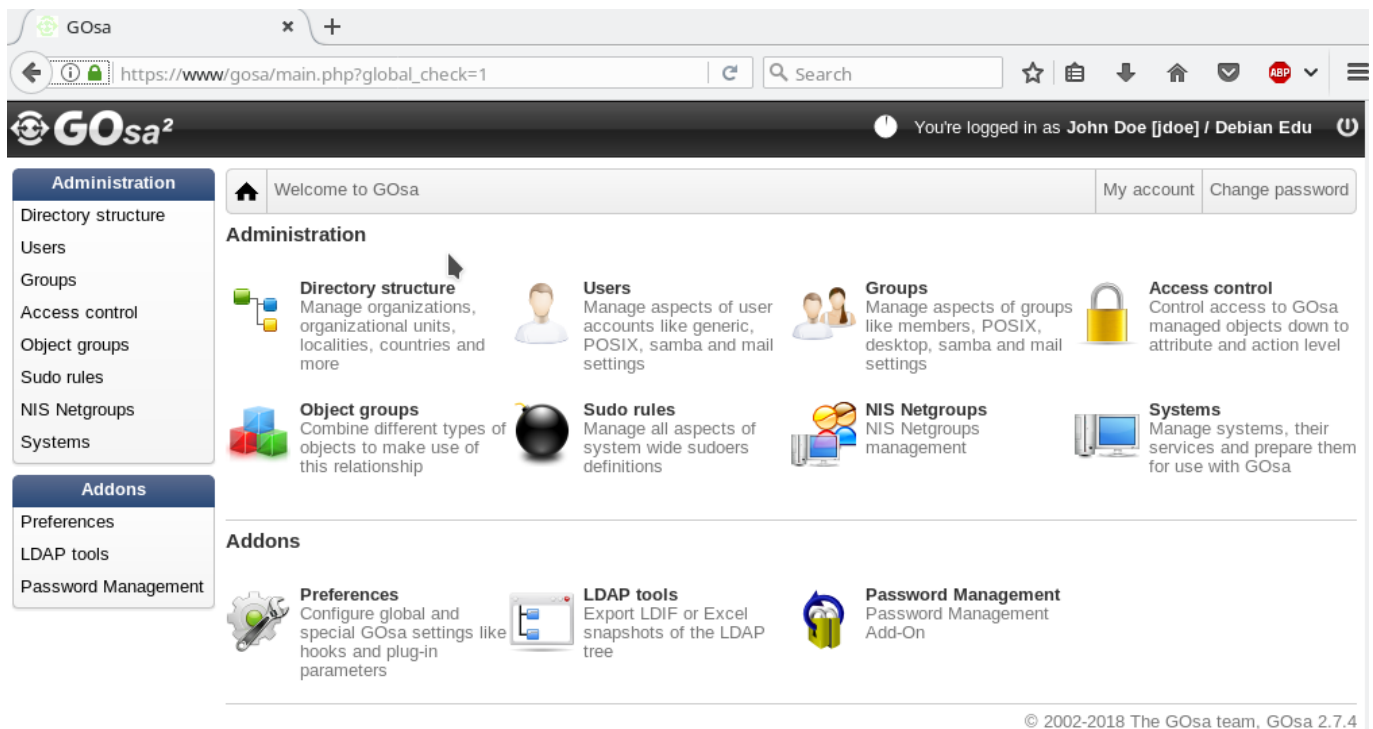 GOsa
https://www/gosa/main.php?global_check=1
Search
ABP
GOsa²
You're logged in as John Doe [jdoe] / Debian Edu
Administration
Directory structure
Users
Groups
Access control
Object groups
Sudo rules
NIS Netgroups
Systems
Addons
Preferences
LDAP tools
Password Management
Welcome to GOsa
My account
Change password
Administration
Directory structure
Manage organizations,
organizational units,
localities, countries and
more
Users
Manage aspects of user
accounts like generic,
POSIX, samba and mail
settings
Groups
Manage aspects of groups
like members, POSIX,
desktop, samba and mail
settings
Access control
Control access to GOsa
managed objects down to
attribute and action level
Object groups
Combine different types of
objects to make use of
this relationship
Sudo rules
Manage all aspects of
system wide sudoers
definitions
NIS Netgroups
NIS Netgroups
management
Systems
Manage systems, their
services and prepare them
for use with GOsa
Addons
Preferences
Configure global and
special GOsa settings like
hooks and plug-in
parameters
LDAP tools
Export LDIF or Excel
snapshots of the LDAP
tree
Password Management
Password Management
Add-On
© 2002-2018 The GOsa team, GOsa 2.7.4